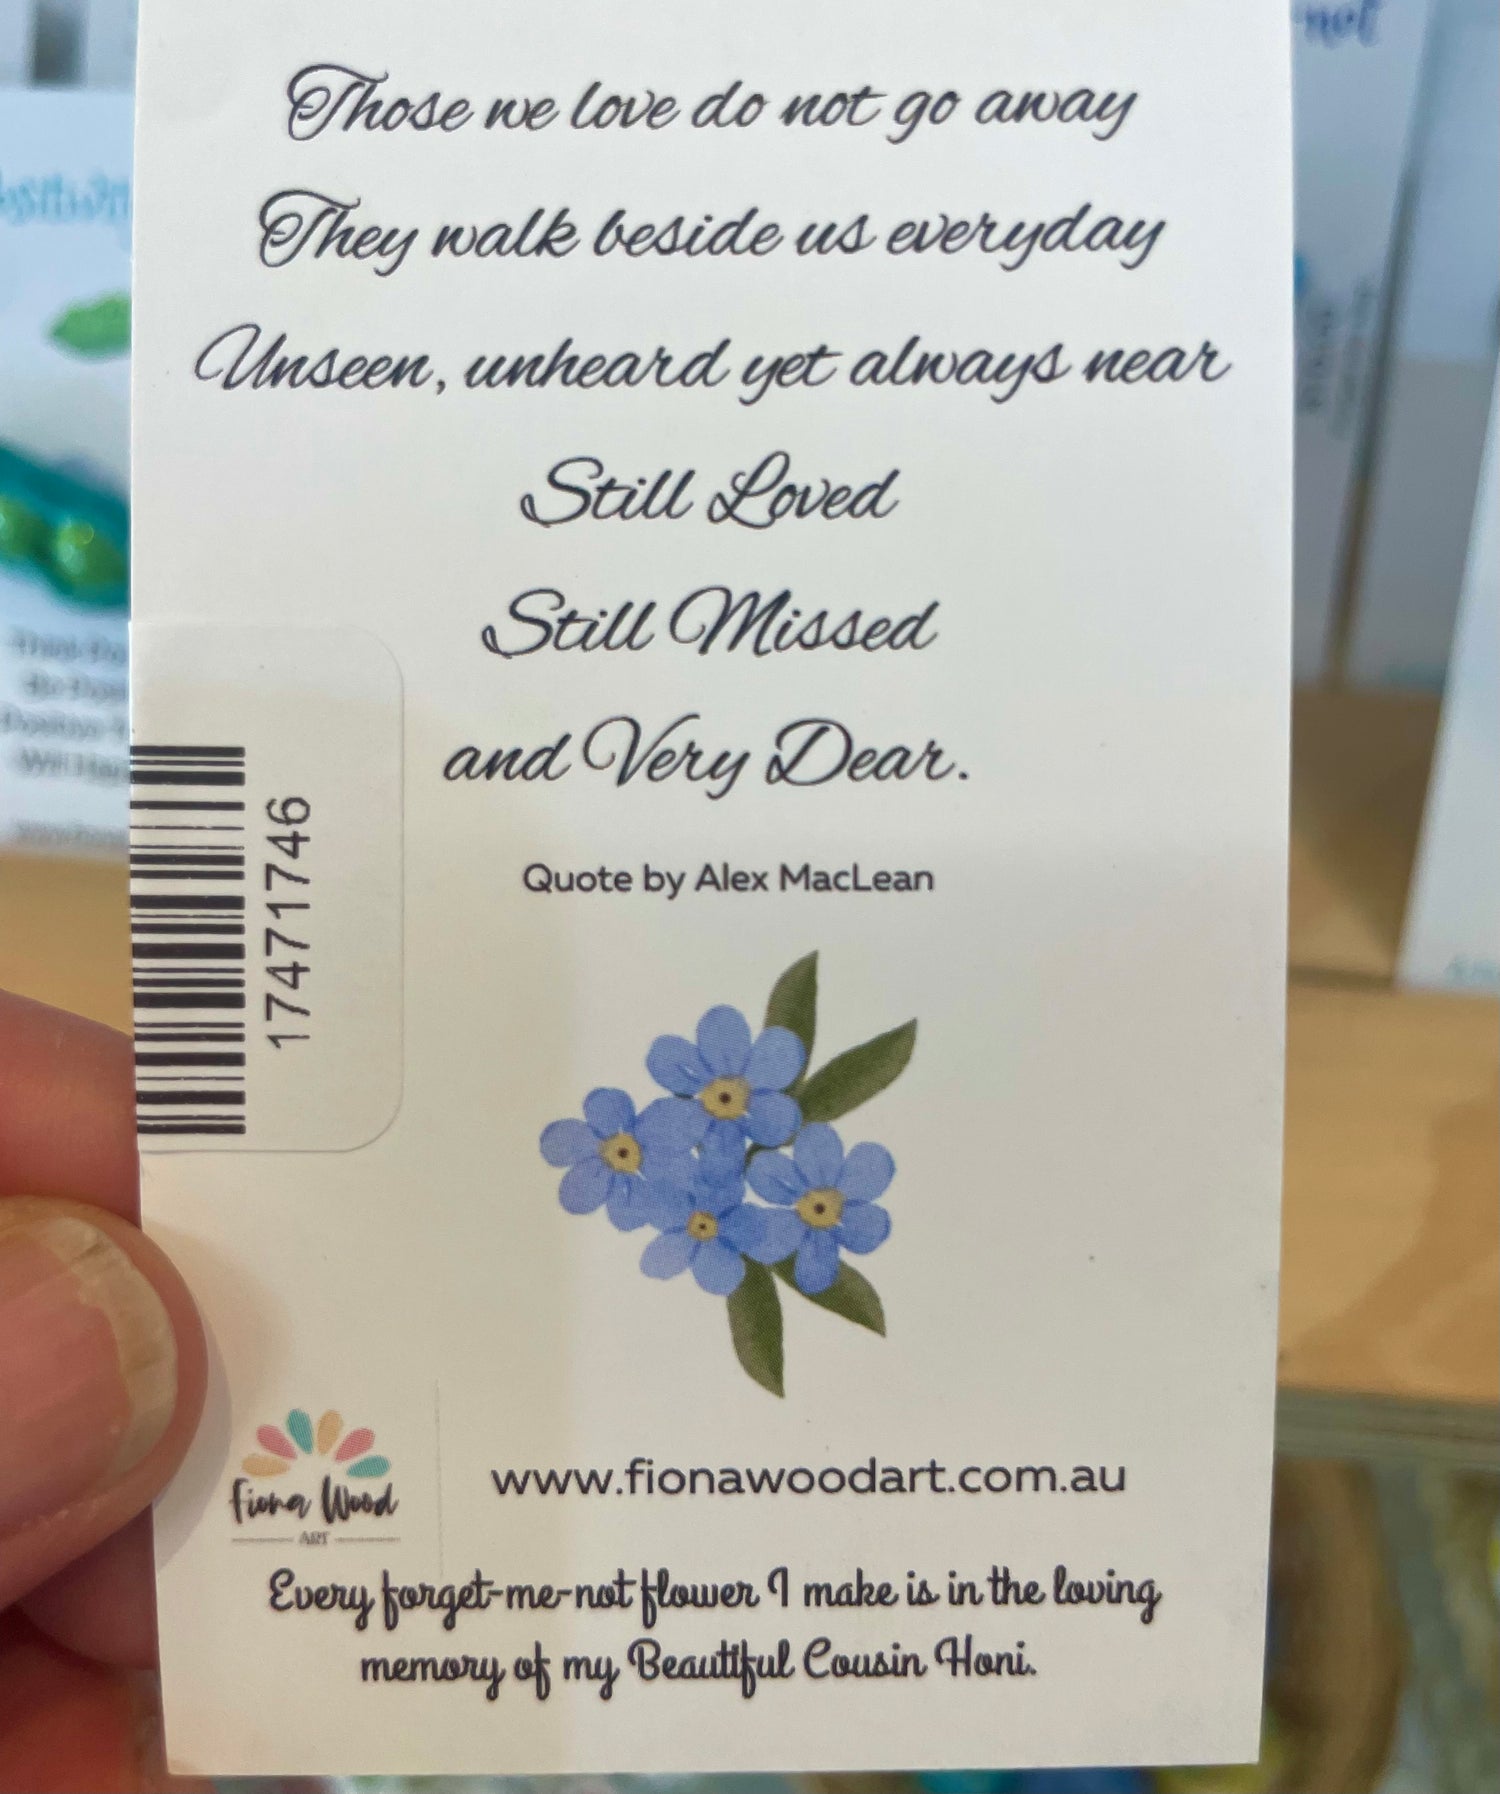 Those we love do not go away
They walk beside us everyday
Unseen, unheard yet always near
Still Loved
Still Missed
and Very Dear.
Quote by Alex MacLean
17471746
www.fionawoodart.com.au
Fiona Wood
ART
Every forget-me-not flower I make is in the loving
memory of my Beautiful Cousin Honi.
not